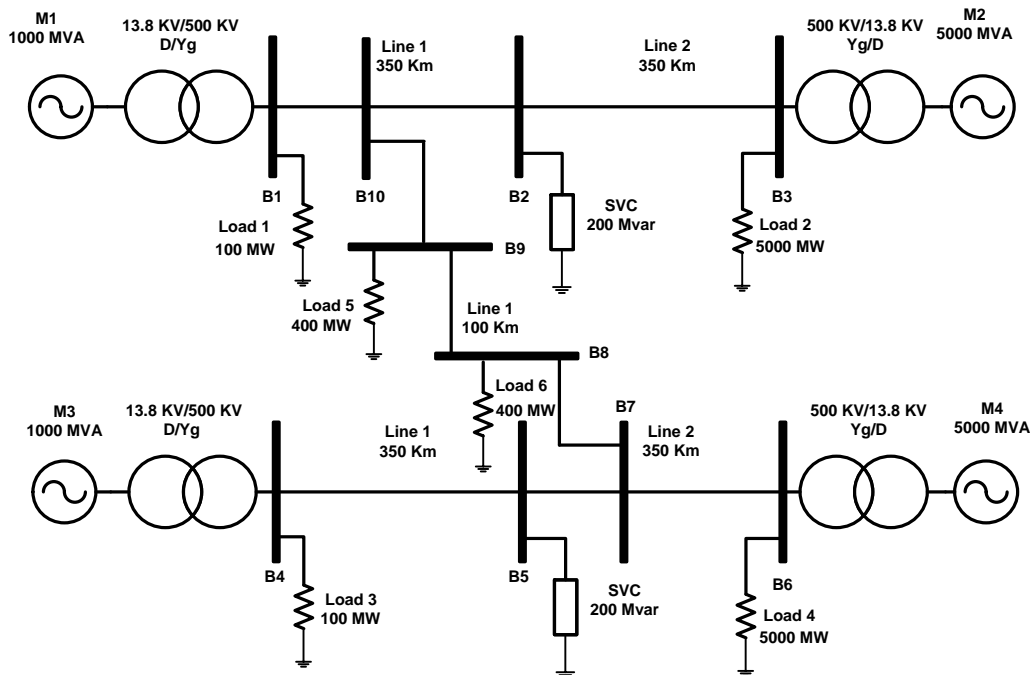 M1
1000 MVA
13.8 KV/500 KV
D/Yg
Line 1
350 Km
Line 2
350 Km
500 KV/13.8 KV
Yg/D
M2
5000 MVA
B1
B10
B2
B3
Load 1
100 MW
SVC
200 Mvar
Load 2
5000 MW
B9
Load 5
400 MW
Line 1
100 Km
B8
Load 6
400 MW
M3
1000 MVA
13.8 KV/500 KV
D/Yg
Line 1
350 Km
B7
Line 2
350 Km
500 KV/13.8 KV
Yg/D
M4
5000 MVA
B4
B5
B6
Load 3
100 MW
SVC
200 Mvar
Load 4
5000 MW